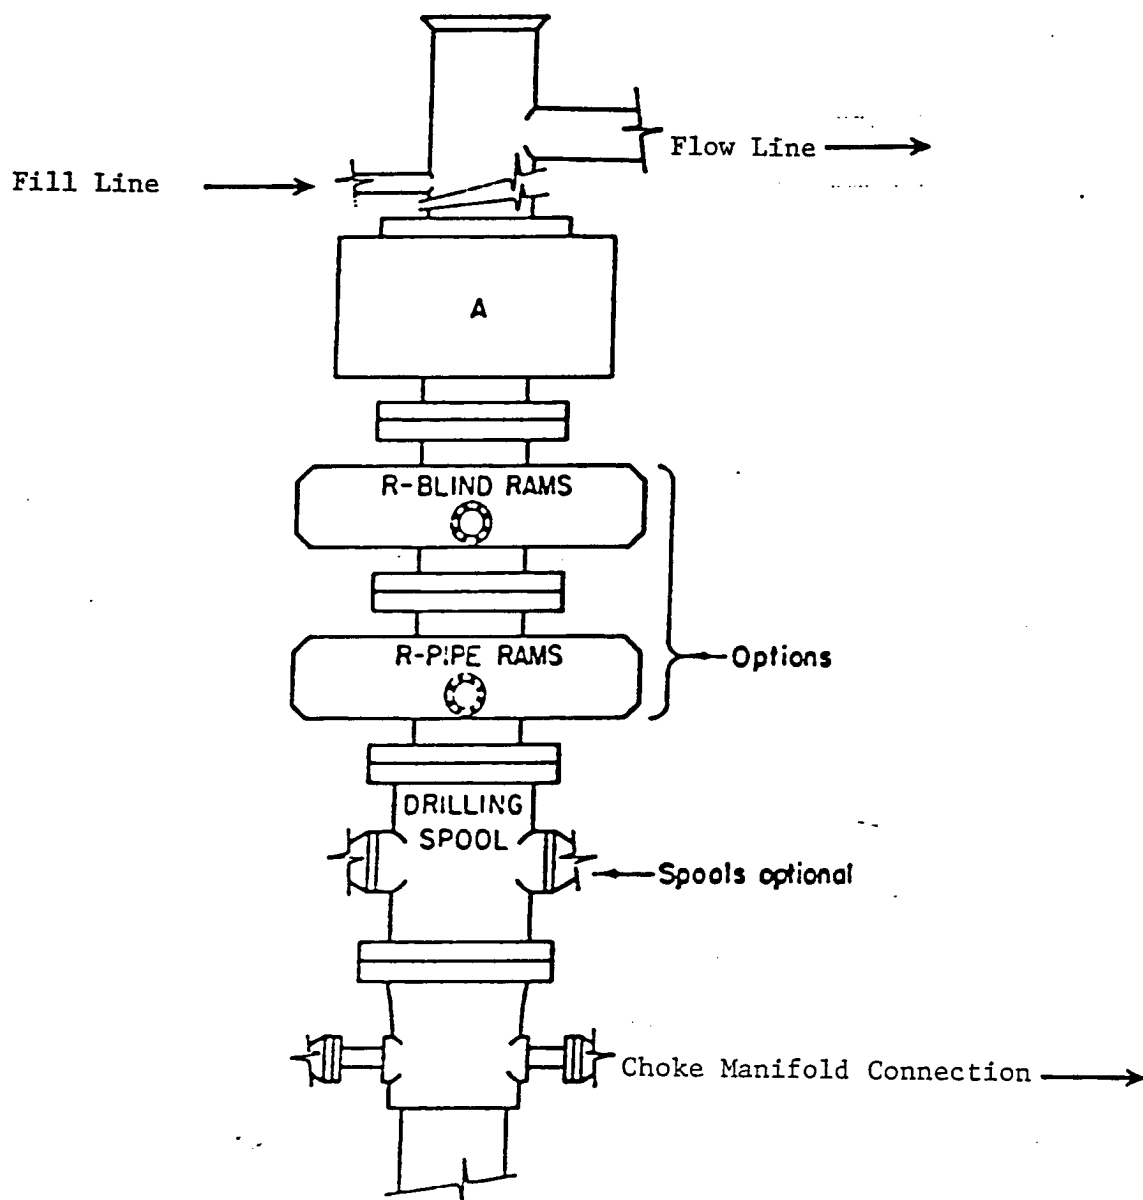 Flow Line
Fill Line
A
R-BLIND RAMS
R-PIPE RAMS
Options
DRILLING
SPOOL
Spools optional
Choke Manifold Connection